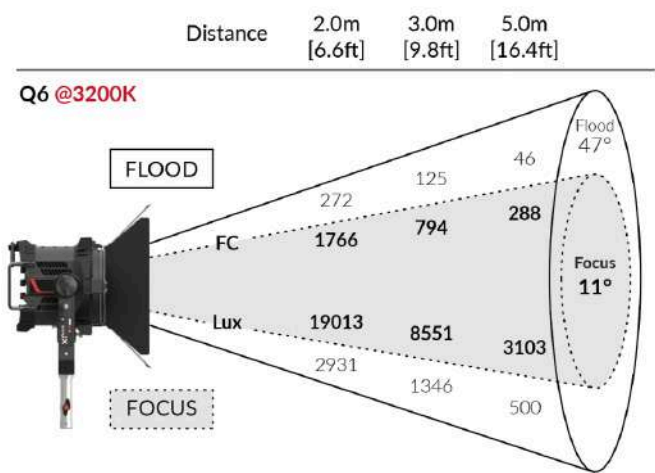 Distance 2.0m 3.0m 5.0m
[6.6ft] [9.8ft] [16.4ft]
Q6 @3200K
Flood
47°
FLOOD
46
125
272
288
794
FC 1766
Focus
11°
Lux 19013
8551
3103
2931
1346
500
FOCUS